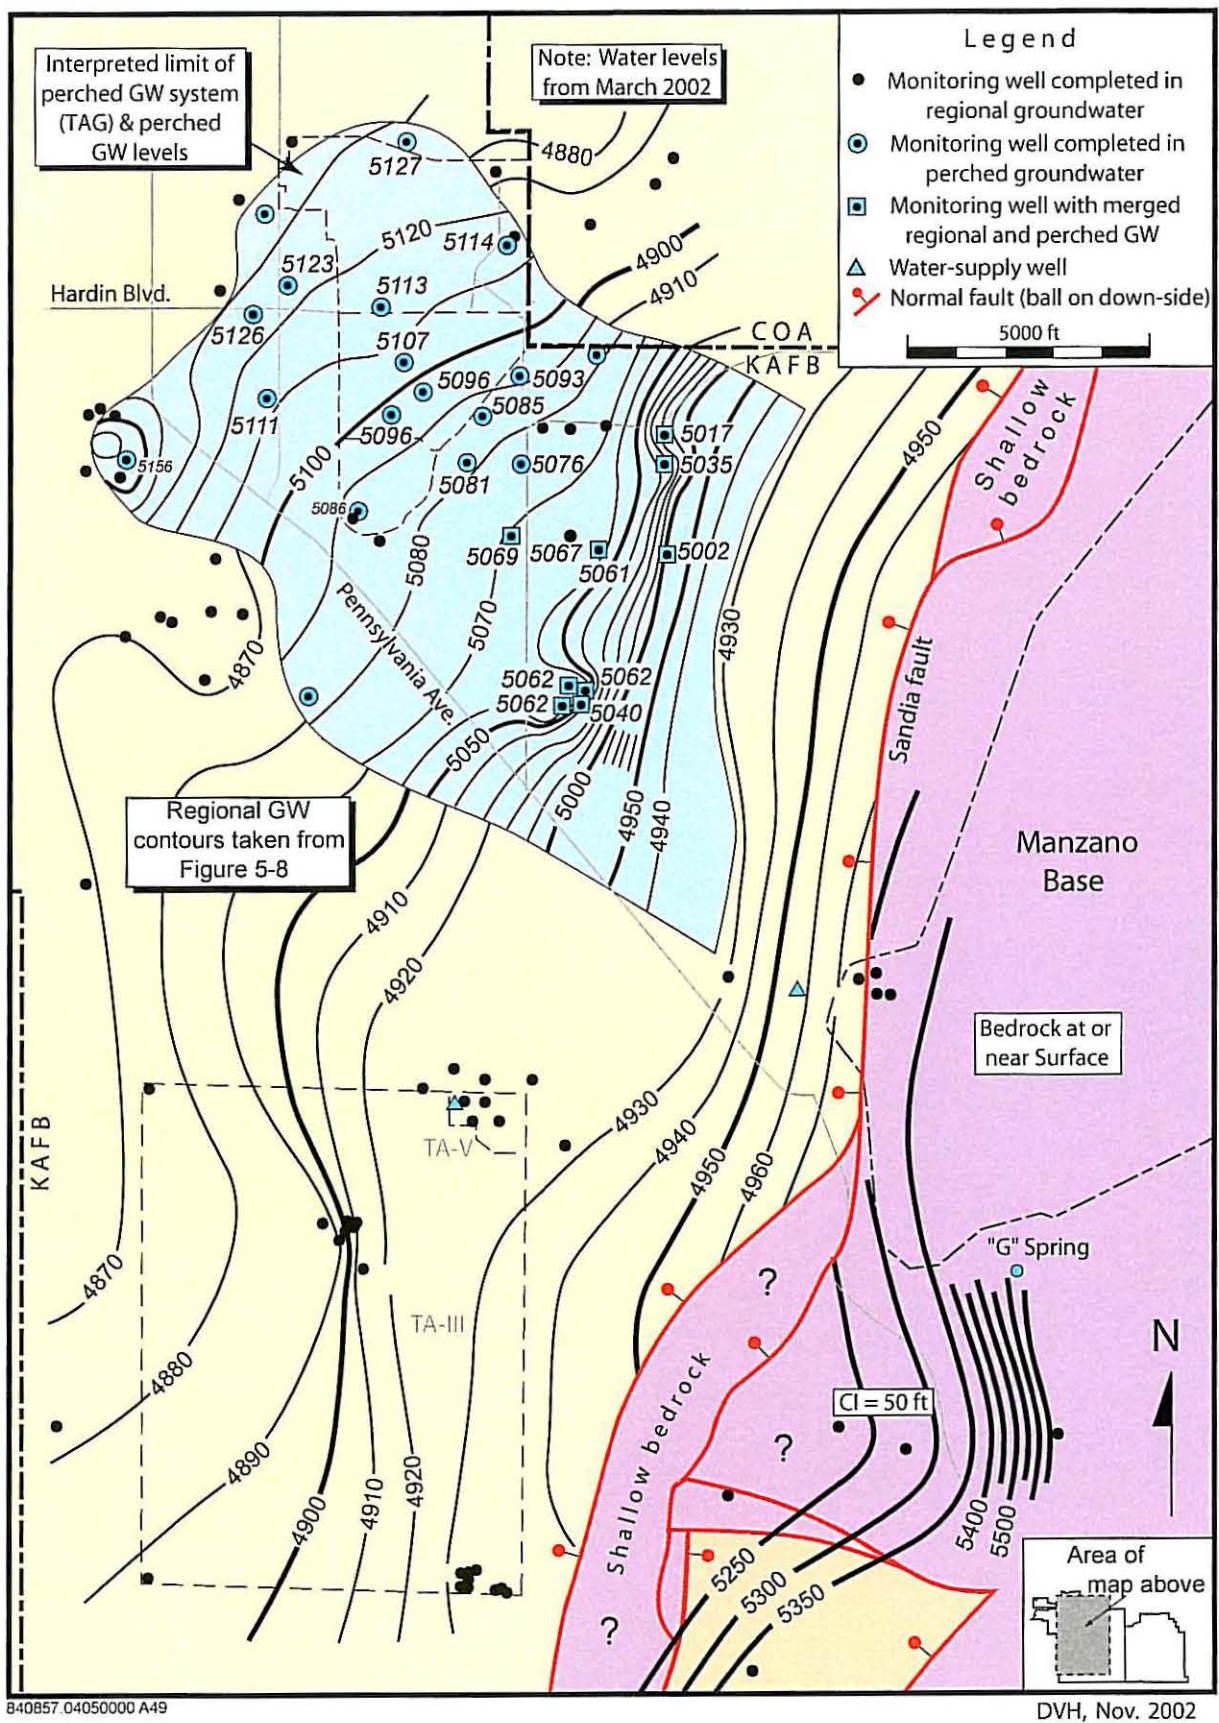 Interpreted limit of
perched GW system
(TAG) & perched
GW levels
Note: Water levels
from March 2002
Legend
Monitoring well completed in
regional groundwater
Monitoring well completed in
perched groundwater
Monitoring well with merged
regional and perched GW
Water-supply well
Normal fault (ball on down-side)
5000 ft
4880
5127
5120
5114
4900
4910
5123
Hardin Blvd.
5113
5126
COA
KAFB
5107
5096
5093
5111
5096
5085
5017
4950
Shallow
bedrock
5156
5100
5081
5076
5035
5086
5080
5069
5067
5061
5002
4870
Pennsylvania Ave.
5070
4930
5062
5062
5062
5040
Sandia fault
5050
5000
4950
4940
Regional GW
contours taken from
Figure 5-8
Manzano
Base
4910
4920
Bedrock at or
near Surface
KAFB
TA-V
4930
4940
4950
4960
"G" Spring
4870
?
TA-III
N
4880
Shallow bedrock
CI = 50 ft
?
4890
4900
4910
4920
5400
5500
5250
5300
5350
?
Area of
map above
840857.04050000 A49
DVH, Nov. 2002